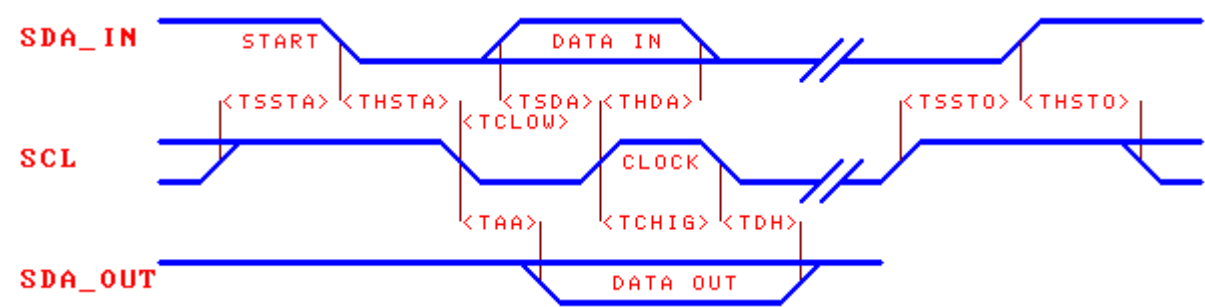 SDA_IN START DATA IN
<TSSTA> <THSTA> <TSDA> <THDA> <TSSTO> <THSTO>
<TCLOW>
SCL CLOCK
<TAA> <TCHIG> <TDH>
SDA_OUT DATA OUT